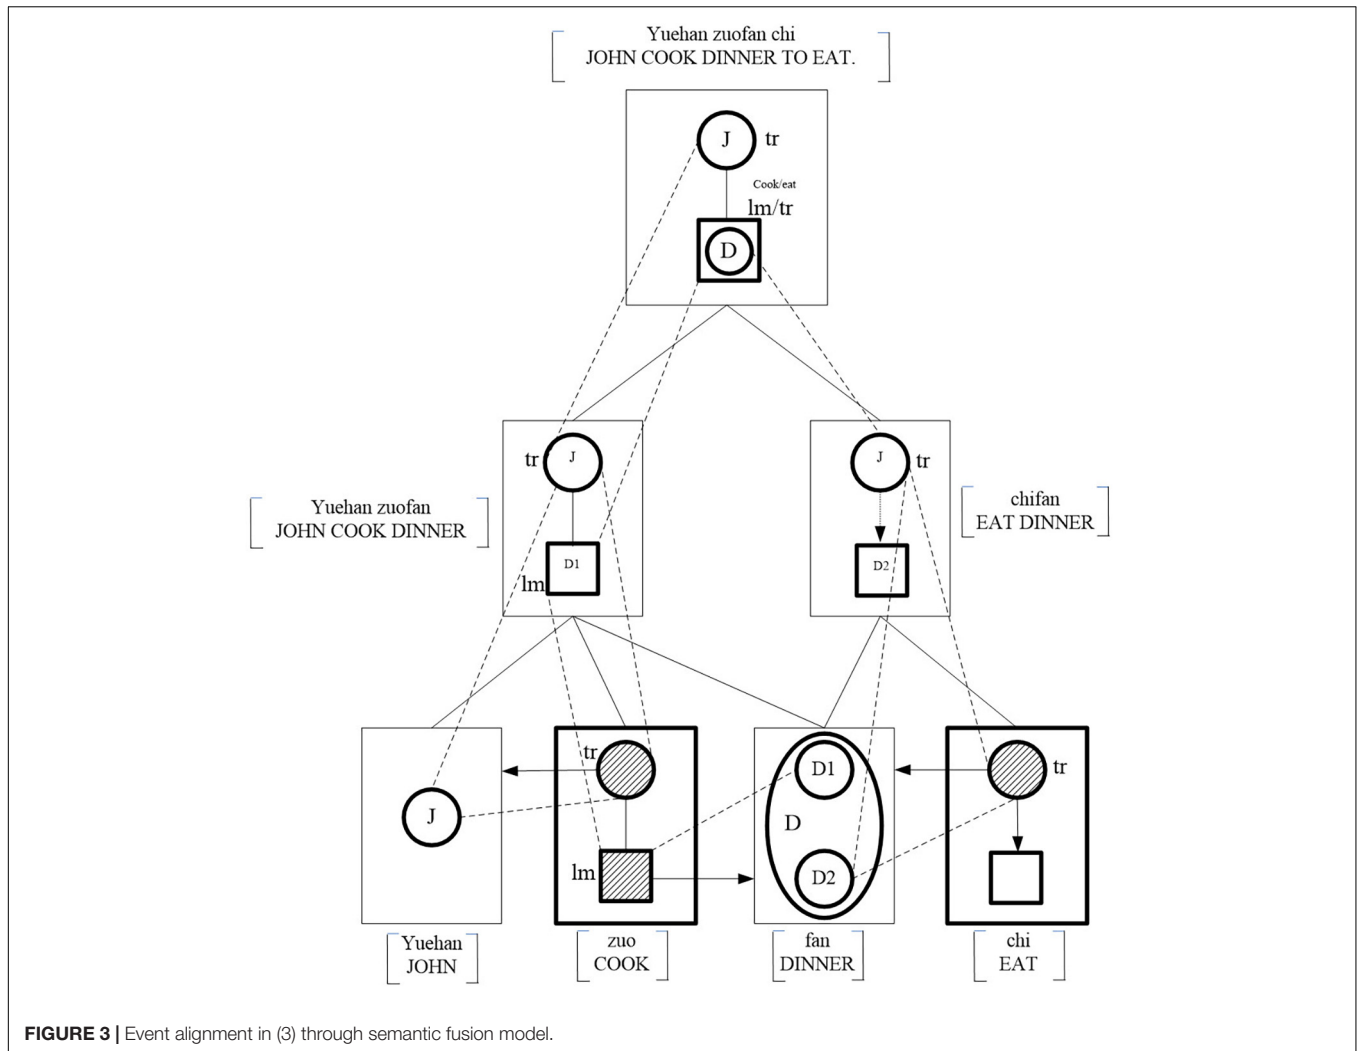 Yuehan zuofan chi
JOHN COOK DINNER TO EAT.
J
tr
Cook/eat
lm/tr
D
tr
J
J
tr
Yuehan zuofan
JOHN COOK DINNER
chifan
EAT DINNER
D1
lm
D2
tr
D1
tr
J
D
lm
D2
Yuehan
JOHN
zuo
COOK
fan
DINNER
chi
EAT
FIGURE 3 | Event alignment in (3) through semantic fusion model.